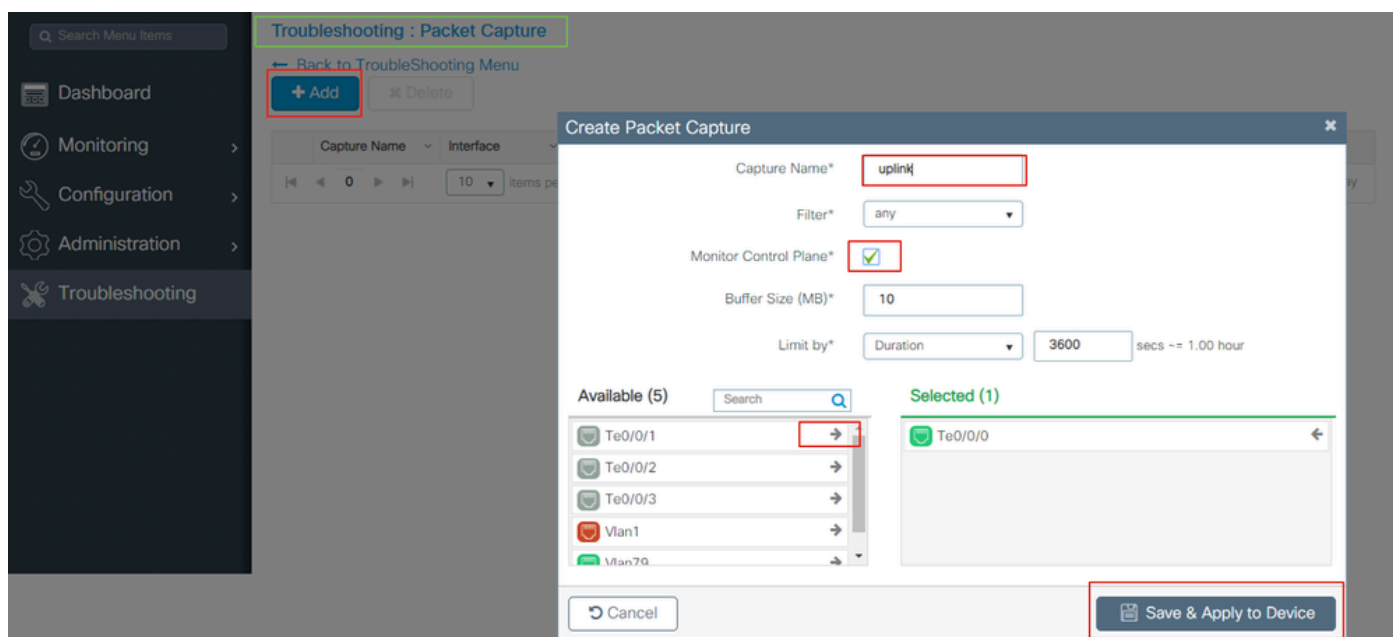 Search Menu Items
Dashboard
Monitoring
Configuration
Administration
Troubleshooting
Troubleshooting : Packet Capture
← Back to TroubleShooting Menu
+ Add
✖ Delete
Capture Name Interface
0 10 items pe
ay
Create Packet Capture
Capture Name* uplink
Filter* any
Monitor Control Plane*
Buffer Size (MB)* 10
Limit by* Duration 3600 secs ~= 1.00 hour
Available (5) Search
Te0/0/1
Te0/0/2
Te0/0/3
Vlan1
Vlan79
Selected (1)
Te0/0/0
Cancel
Save & Apply to Device